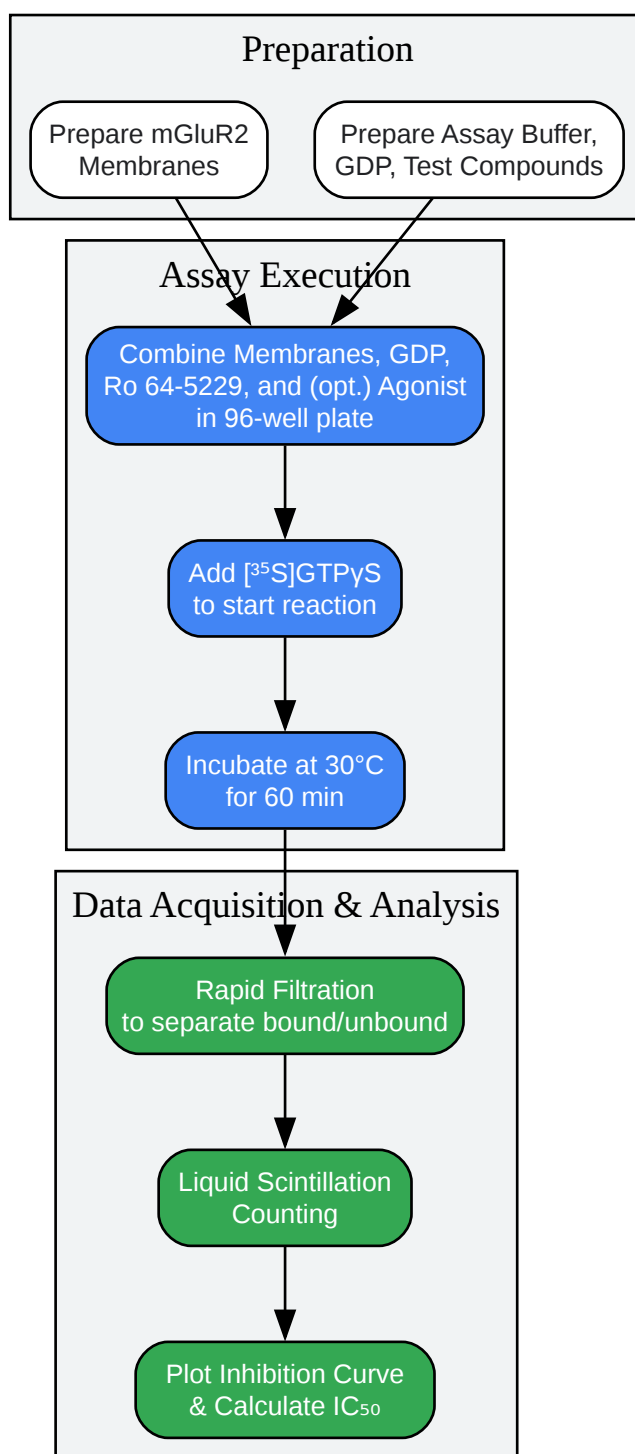 Preparation
Prepare mGluR2
Membranes
Prepare Assay Buffer,
GDP, Test Compounds
Assay Execution
Combine Membranes, GDP,
Ro 64-5229, and (opt.) Agonist
in 96-well plate
Add [³⁵S]GTPγS
to start reaction
Incubate at 30°C
for 60 min
Data Acquisition & Analysis
Rapid Filtration
to separate bound/unbound
Liquid Scintillation
Counting
Plot Inhibition Curve
& Calculate IC₅₀